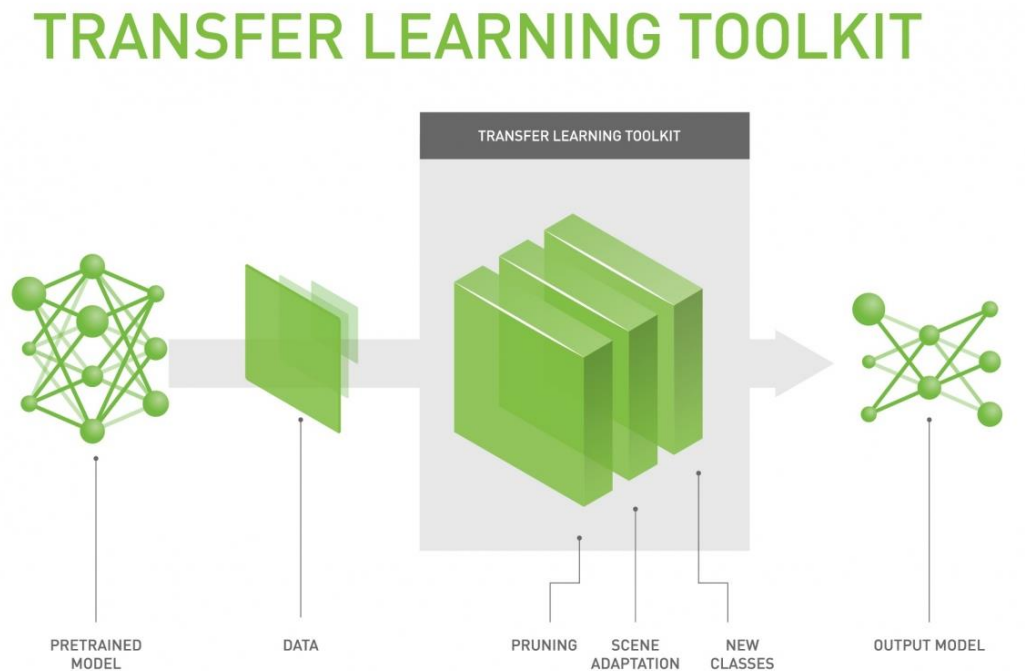 TRANSFER LEARNING TOOLKIT
TRANSFER LEARNING TOOLKIT
PRETRAINED
MODEL
DATA
PRUNING
SCENE
ADAPTATION
NEW
CLASSES
OUTPUT MODEL